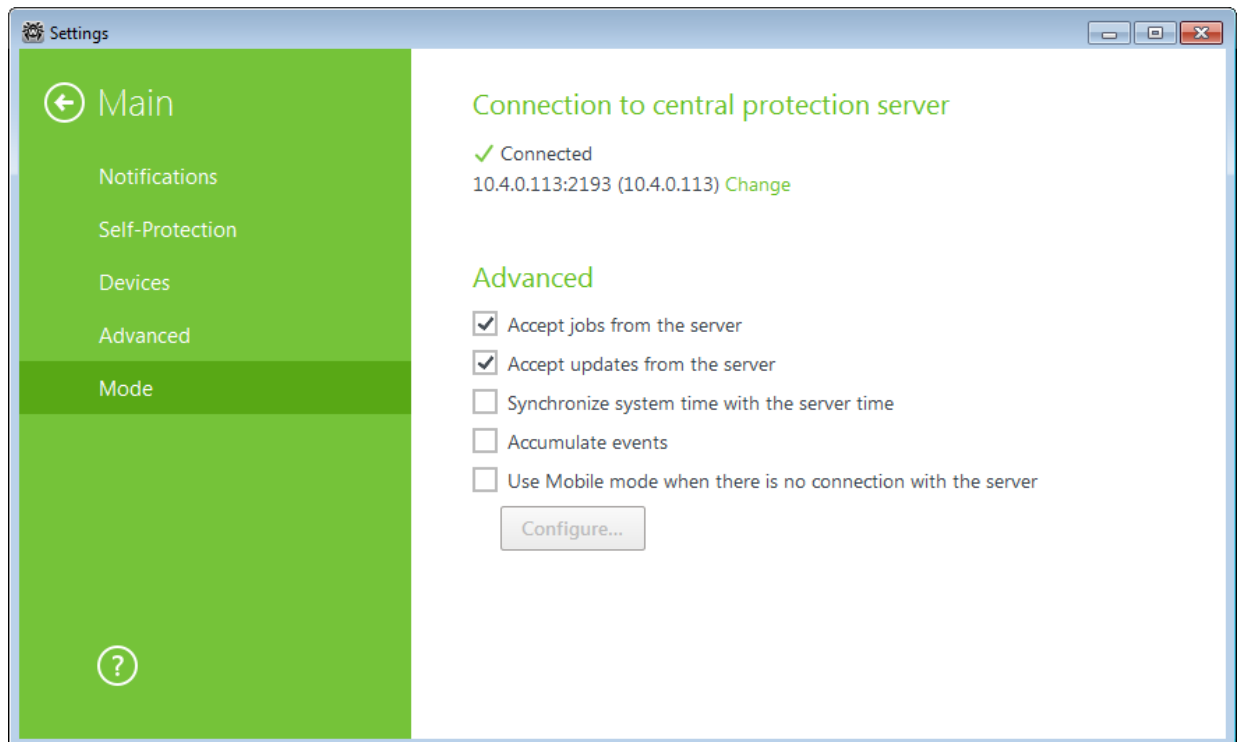 Settings
Main
Notifications
Self-Protection
Devices
Advanced
Mode
?
Connection to central protection server
Connected
10.4.0.113:2193 (10.4.0.113) Change
Advanced
Accept jobs from the server
Accept updates from the server
Synchronize system time with the server time
Accumulate events
Use Mobile mode when there is no connection with the server
Configure...